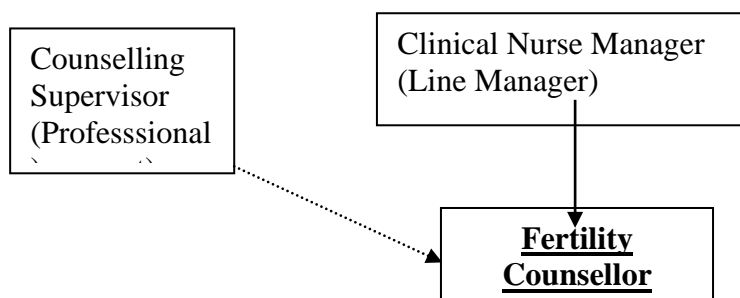 Counselling
Supervisor
(Professsional
Clinical Nurse Manager
(Line Manager)
Fertility
Counsellor